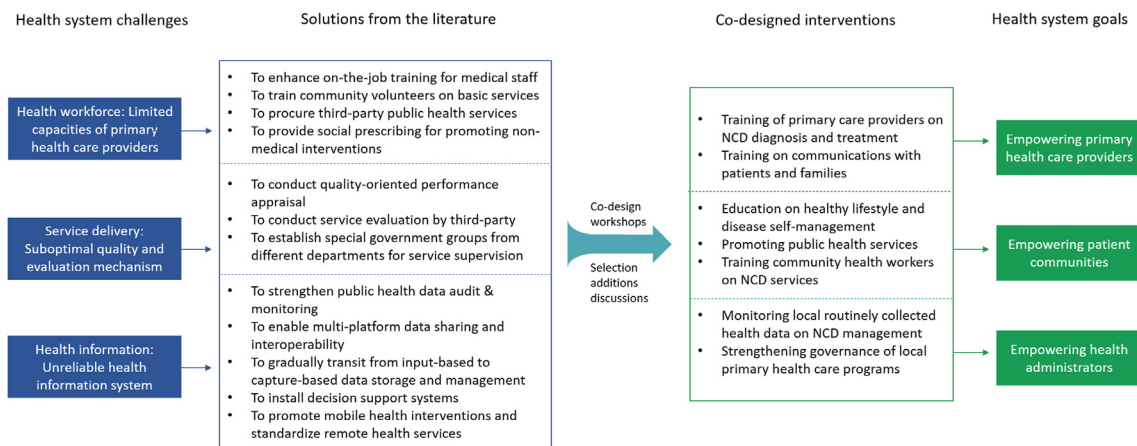 Health system challenges
Solutions from the literature
Co-designed interventions
Health system goals
Health workforce: Limited
capacities of primary
health care providers
Service delivery:
Suboptimal quality and
evaluation mechanism
Health information:
Unreliable health
information system
• To enhance on-the-job training for medical staff
• To train community volunteers on basic services
• To procure third-party public health services
• To provide social prescribing for promoting non-
medical interventions
• To conduct quality-oriented performance
appraisal
• To conduct service evaluation by third-party
• To establish special government groups from
different departments for service supervision
• To strengthen public health data audit &
monitoring
• To enable multi-platform data sharing and
interoperability
• To gradually transit from input-based to
capture-based data storage and management
• To install decision support systems
• To promote mobile health interventions and
standardize remote health services
Co-design
workshops
Selection
additions
discussions
• Training of primary care providers on
NCD diagnosis and treatment
• Training on communications with
patients and families
• Education on healthy lifestyle and
disease self-management
• Promoting public health services
• Training community health workers
on NCD services
• Monitoring local routinely collected
health data on NCD management
• Strengthening governance of local
primary health care programs
Empowering primary
health care providers
Empowering patient
communities
Empowering health
administrators